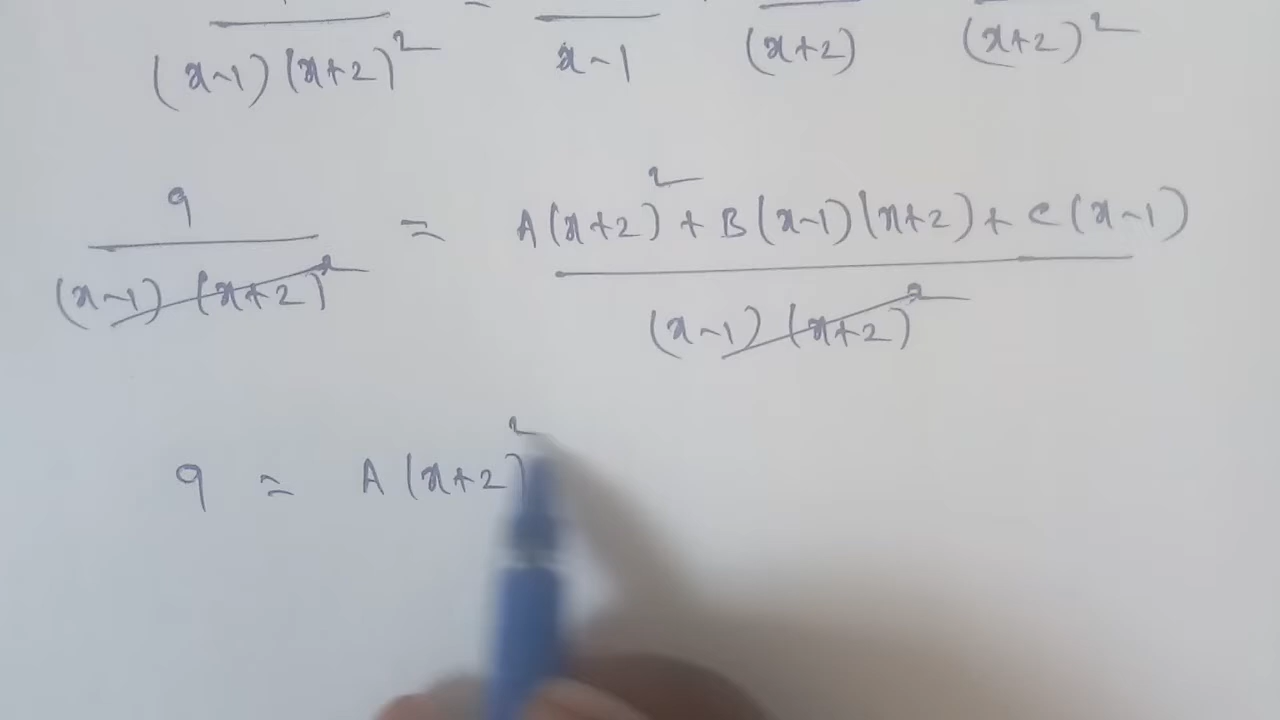 (x-1)(x+2)² = x-1 (x+2) (x+2)²
9 = A(x+2)² + B(x-1)(x+2) + C(x-1)
(x-1)(x+2)² (x-1)(x+2)²
9 = A(x+2)²